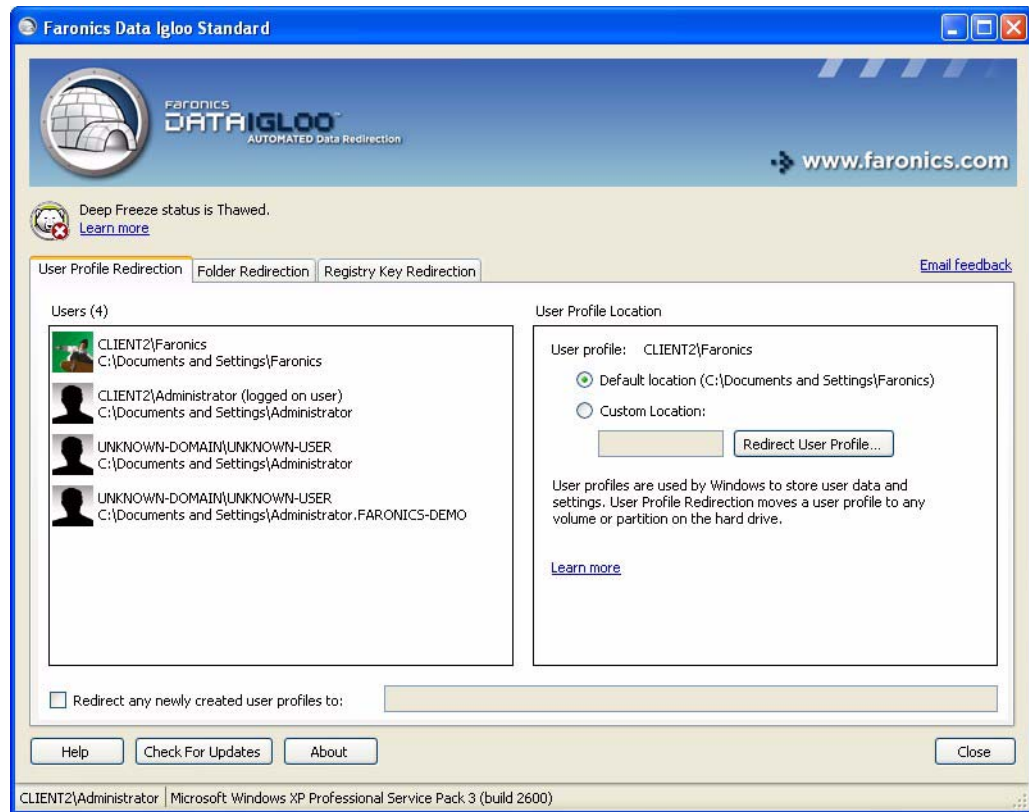 Faronics Data Igloo Standard
Faronics
DATAIGLOO™
AUTOMATED Data Redirection
www.faronics.com
Deep Freeze status is Thawed.
Learn more
User Profile Redirection
Folder Redirection
Registry Key Redirection
Email feedback
Users (4)
CLIENT2\Faronics
C:\Documents and Settings\Faronics
CLIENT2\Administrator (logged on user)
C:\Documents and Settings\Administrator
UNKNOWN-DOMAIN\UNKNOWN-USER
C:\Documents and Settings\Administrator
UNKNOWN-DOMAIN\UNKNOWN-USER
C:\Documents and Settings\Administrator.FARONICS-DEMO
User Profile Location
User profile: CLIENT2\Faronics
Default location (C:\Documents and Settings\Faronics)
Custom Location:
Redirect User Profile...
User profiles are used by Windows to store user data and
settings. User Profile Redirection moves a user profile to any
volume or partition on the hard drive.
Learn more
Redirect any newly created user profiles to:
Help
Check For Updates
About
Close
CLIENT2\Administrator
Microsoft Windows XP Professional Service Pack 3 (build 2600)